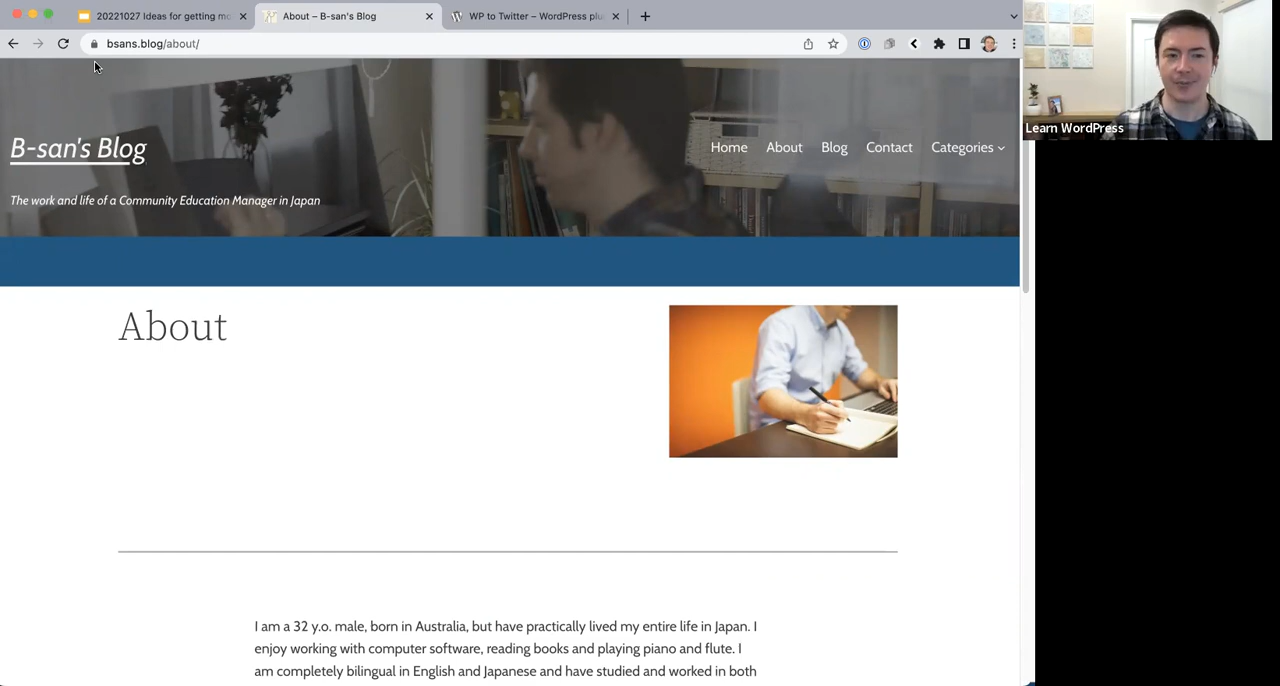 20221027 Ideas for getting mo
About – B-san's Blog
WP to Twitter – WordPress plu
bsans.blog/about/
Learn WordPress
B-san's Blog
Home About Blog Contact Categories
The work and life of a Community Education Manager in Japan
About
I am a 32 y.o. male, born in Australia, but have practically lived my entire life in Japan. I
enjoy working with computer software, reading books and playing piano and flute. I
am completely bilingual in English and Japanese and have studied and worked in both